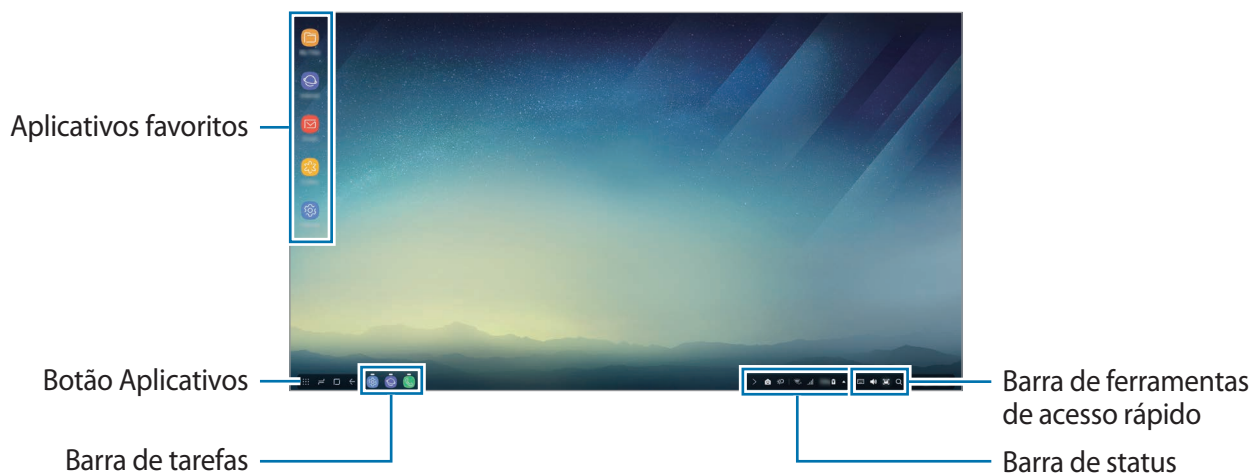 Aplicativos favoritos
Botão Aplicativos
Barra de tarefas
Barra de ferramentas
de acesso rápido
Barra de status